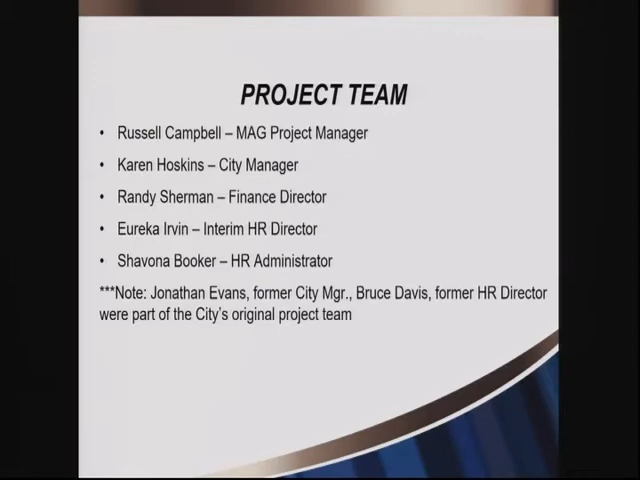 PROJECT TEAM
• Russell Campbell – MAG Project Manager
• Karen Hoskins – City Manager
• Randy Sherman – Finance Director
• Eureka Irvin – Interim HR Director
• Shavona Booker – HR Administrator
***Note: Jonathan Evans, former City Mgr., Bruce Davis, former HR Director
were part of the City's original project team